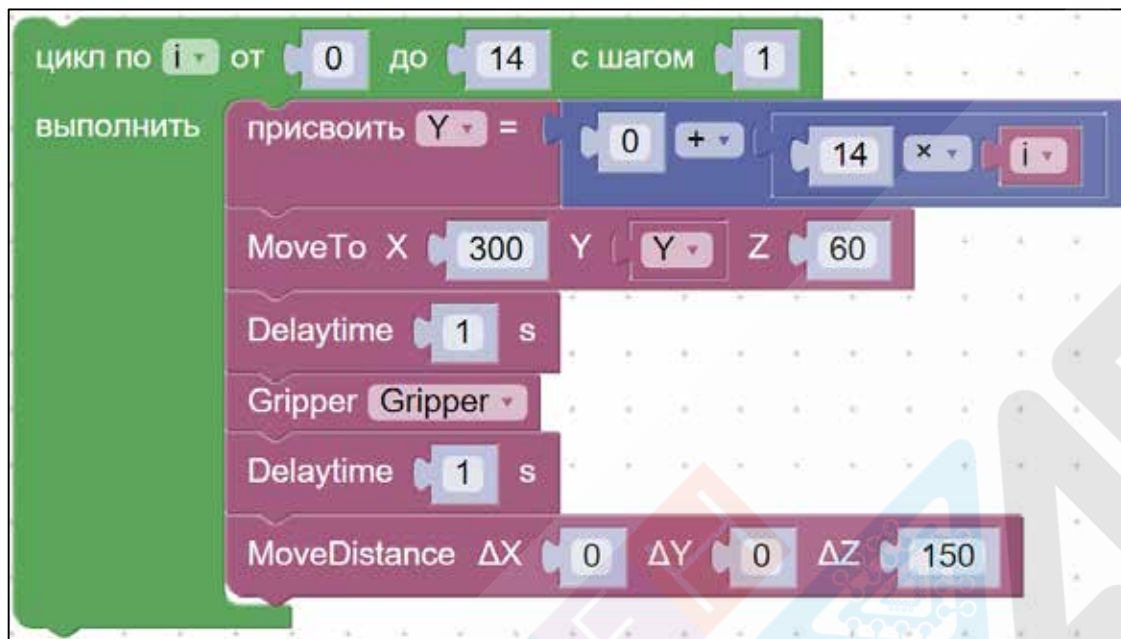 цикл по i от 0 до 14 с шагом 1
выполнить присвоить Y = 0 + 14 × i
MoveTo X 300 Y Y Z 60
Delaytime 1 s
Gripper Gripper
Delaytime 1 s
MoveDistance ΔX 0 ΔY 0 ΔZ 150